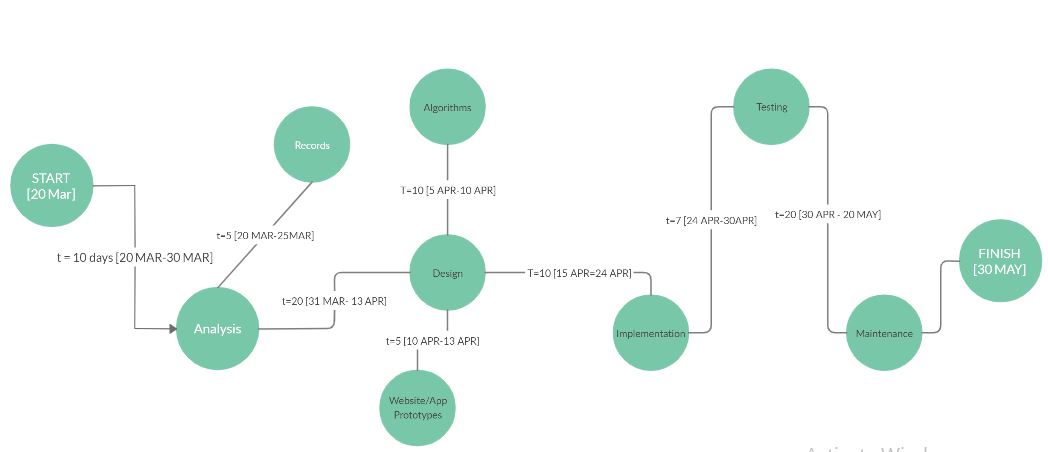 START
[20 Mar]
t = 10 days [20 MAR-30 MAR]
Records
t=5 [20 MAR-25MAR]
Analysis
t=20 [31 MAR- 13 APR]
Algorithms
T=10 [5 APR-10 APR]
Design
t=5 [10 APR-13 APR]
Website/App
Prototypes
T=10 [15 APR=24 APR]
Implementation
t=7 [24 APR-30APR]
Testing
t=20 [30 APR - 20 MAY]
Maintenance
FINISH
[30 MAY]